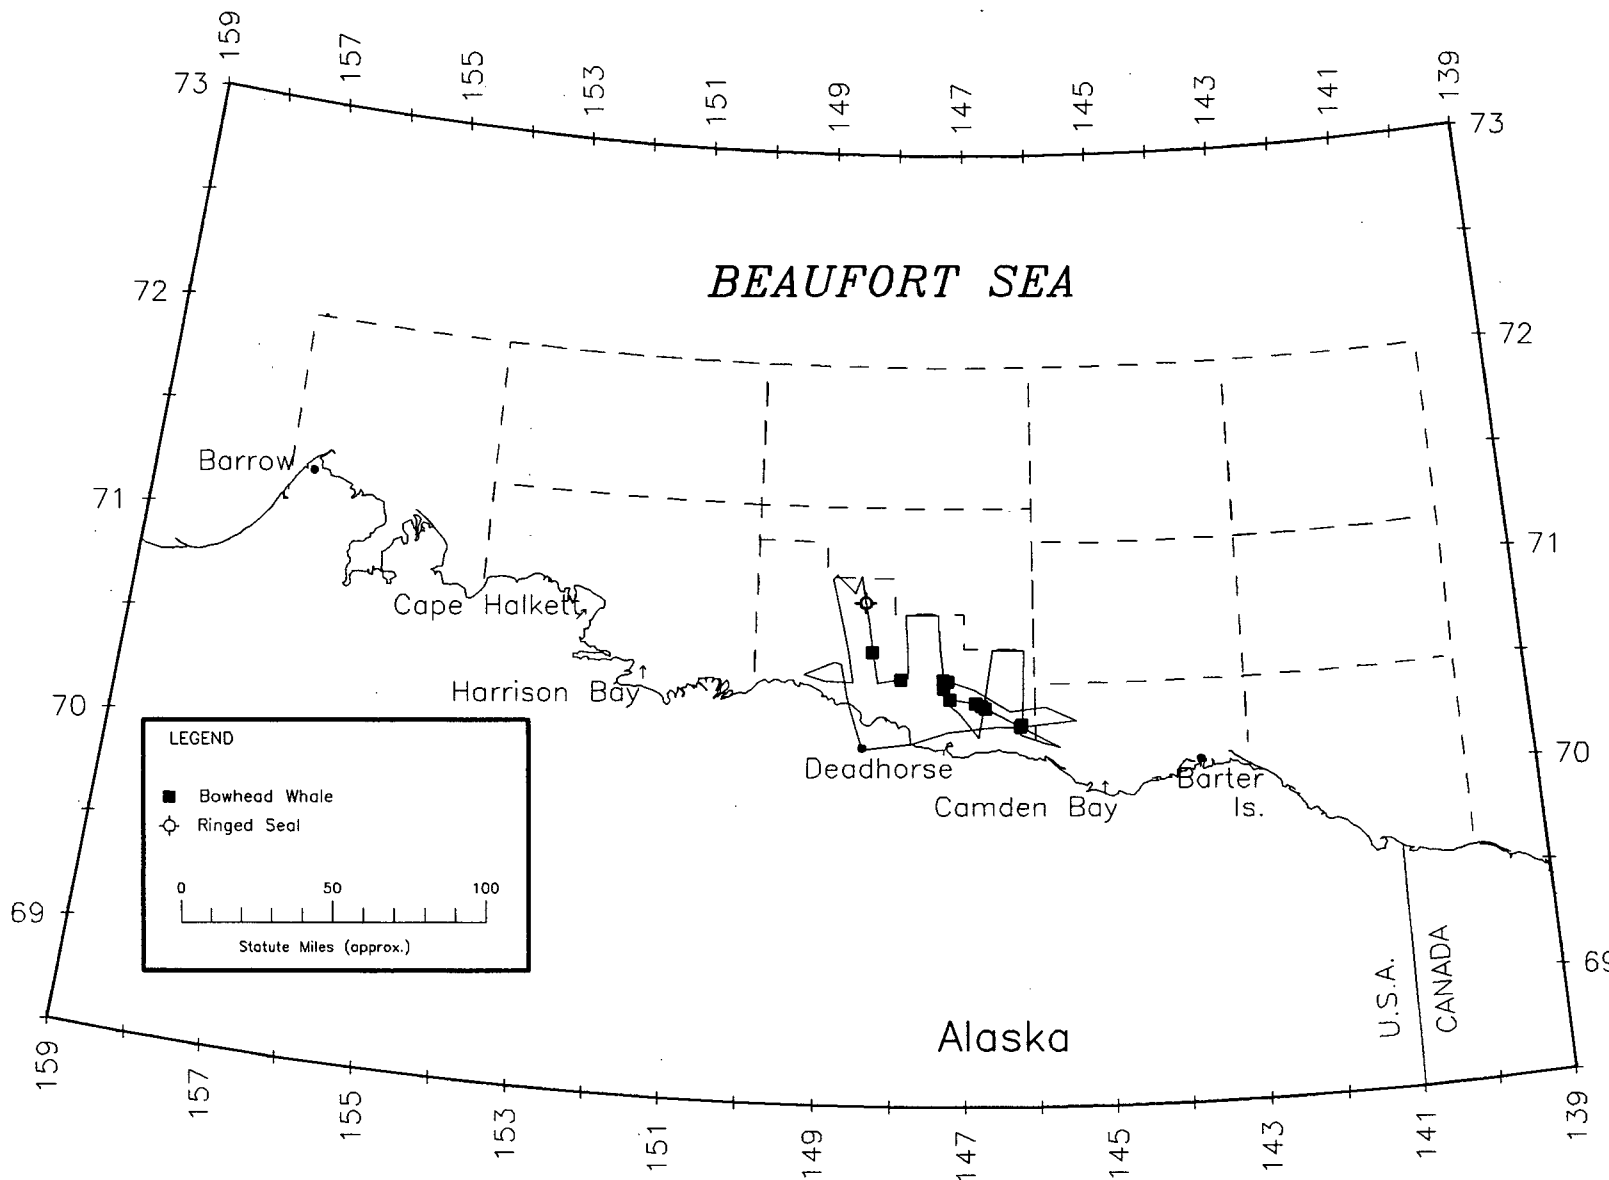 159
157
155
153
151
149
147
145
143
141
139
73
73
BEAUFORT SEA
72
72
Barrow
71
71
Cape Halkett
Harrison Bay
70
70
Deadhorse
Camden Bay
Barter
Is.
LEGEND
Bowhead Whale
Ringed Seal
0 50 100
Statute Miles (approx.)
69
69
U.S.A.
CANADA
Alaska
159
157
155
153
151
149
147
145
143
141
139